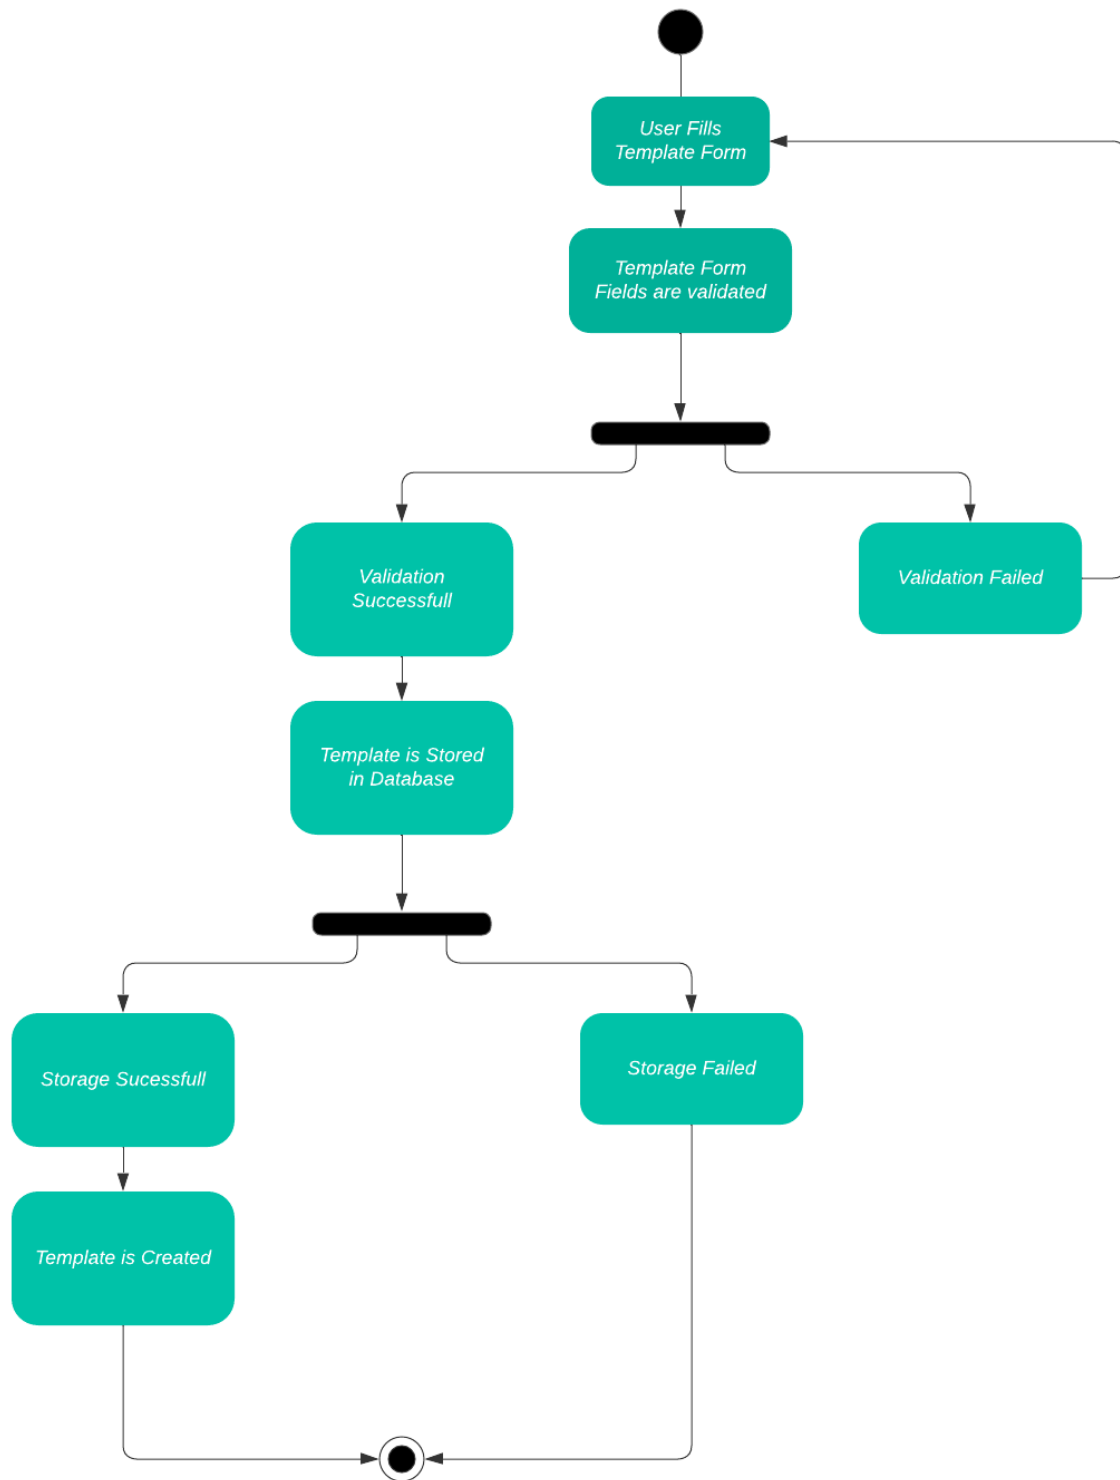 User Fills
Template Form
Template Form
Fields are validated
Validation
Successfull
Validation Failed
Template is Stored
in Database
Storage Sucessfull
Storage Failed
Template is Created